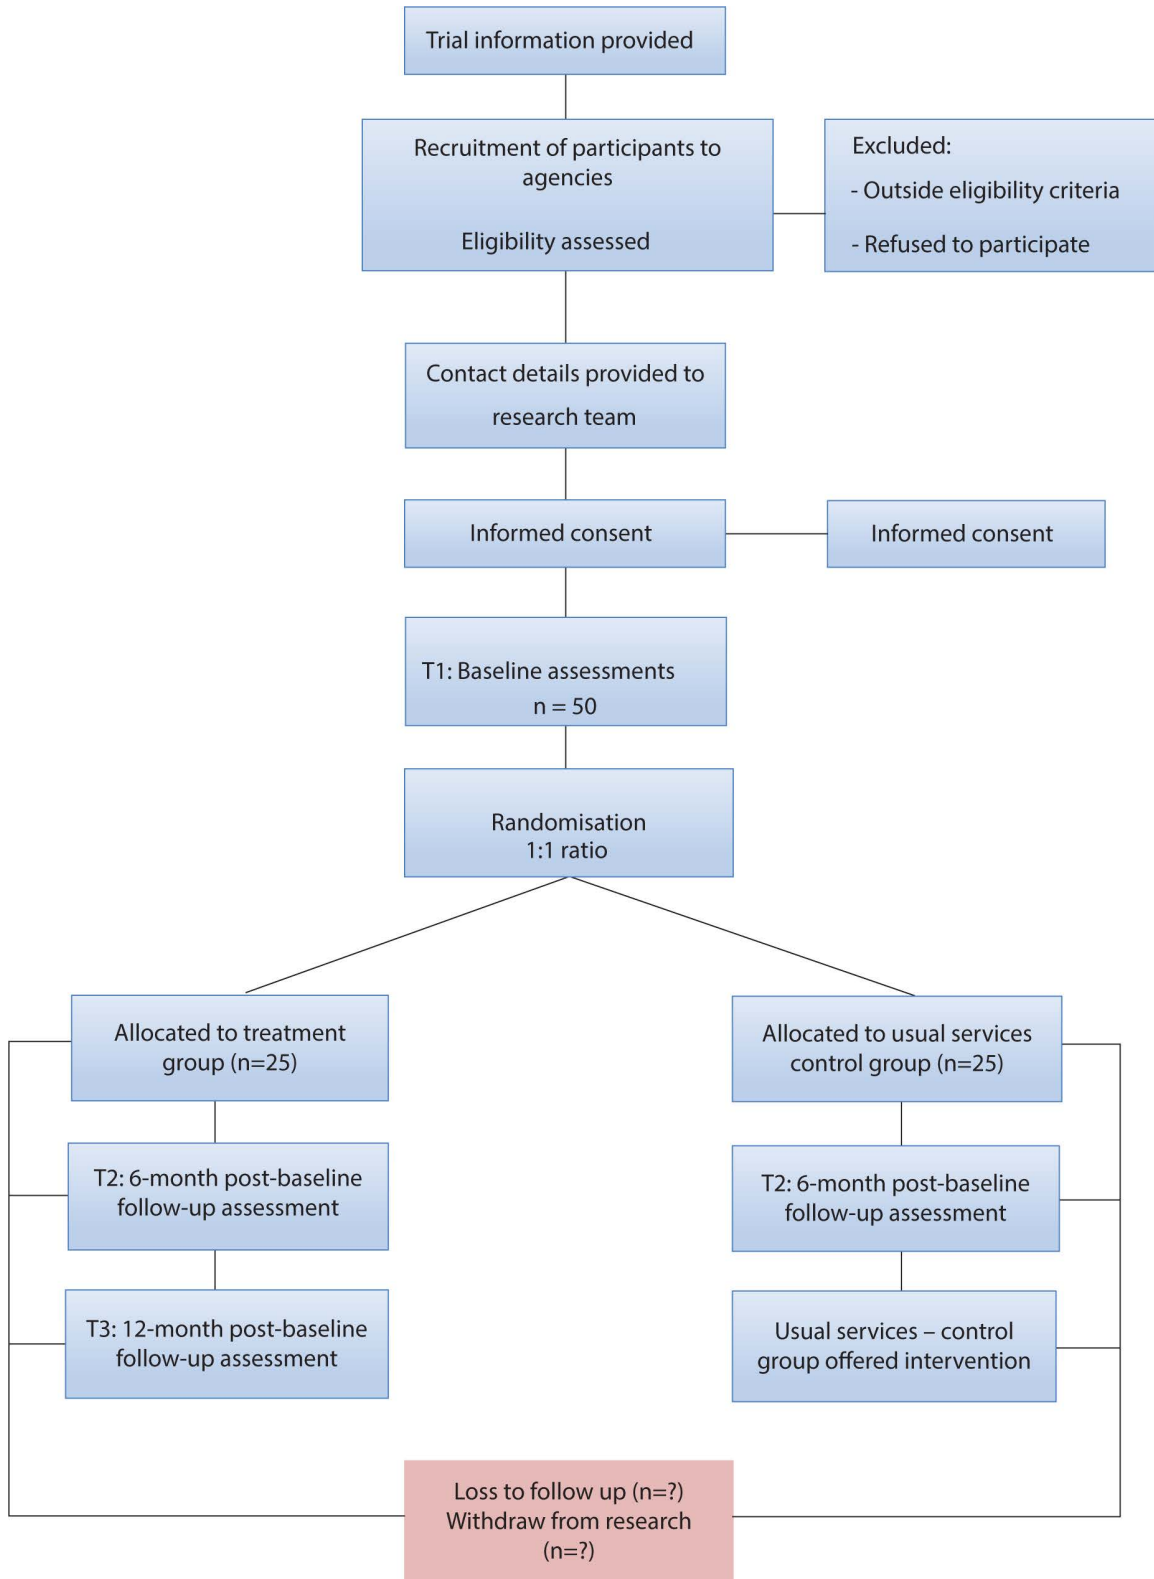 Trial information provided
Recruitment of participants to
agencies
Eligibility assessed
Excluded:
- Outside eligibility criteria
- Refused to participate
Contact details provided to
research team
Informed consent
Informed consent
T1: Baseline assessments
n = 50
Randomisation
1:1 ratio
Allocated to treatment
group (n=25)
T2: 6-month post-baseline
follow-up assessment
T3: 12-month post-baseline
follow-up assessment
Allocated to usual services
control group (n=25)
T2: 6-month post-baseline
follow-up assessment
Usual services – control
group offered intervention
Loss to follow up (n=?)
Withdraw from research
(n=?)